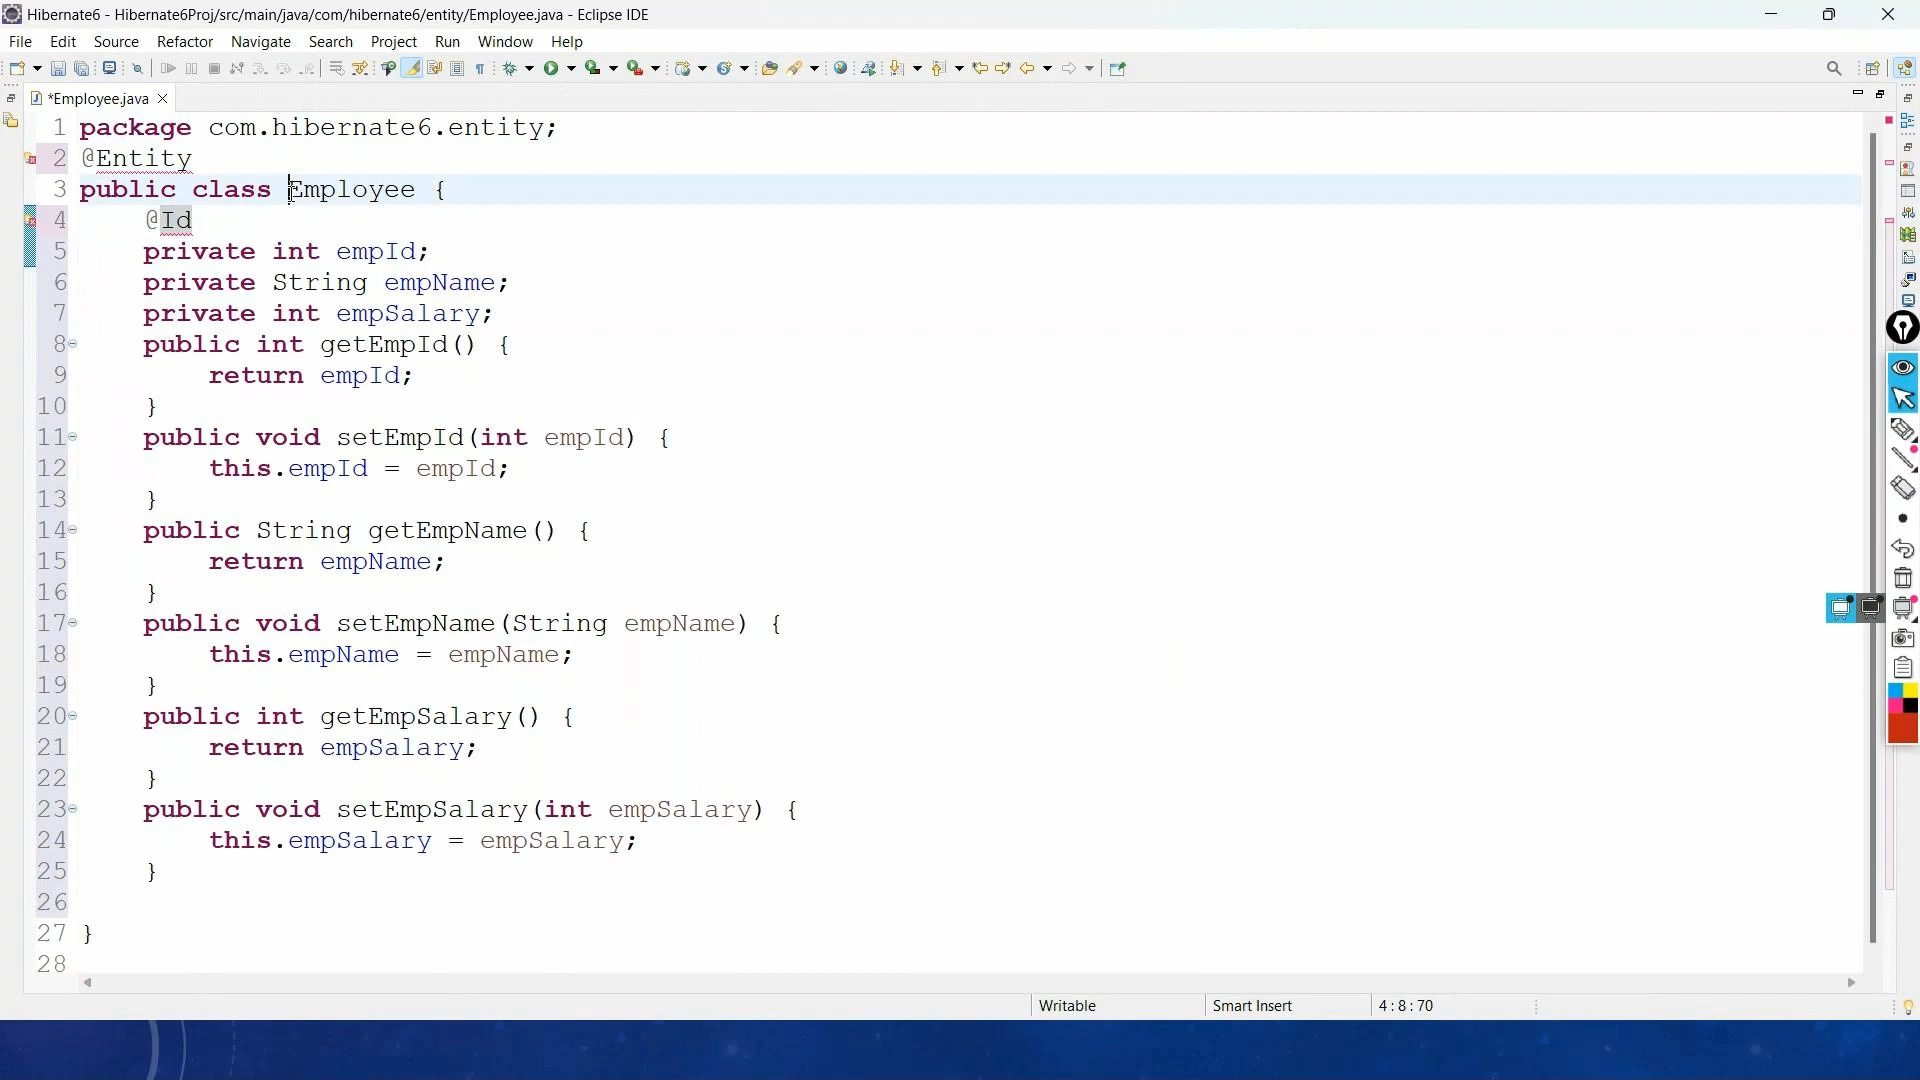 Hibernate6 - Hibernate6Proj/src/main/java/com/hibernate6/entity/Employee.java - Eclipse IDE
File Edit Source Refactor Navigate Search Project Run Window Help
*Employee.java
1 package com.hibernate6.entity;
2 @Entity
3 public class Employee {
4 @Id
5 private int empId;
6 private String empName;
7 private int empSalary;
8 public int getEmpId() {
9 return empId;
10 }
11 public void setEmpId(int empId) {
12 this.empId = empId;
13 }
14 public String getEmpName() {
15 return empName;
16 }
17 public void setEmpName(String empName) {
18 this.empName = empName;
19 }
20 public int getEmpSalary() {
21 return empSalary;
22 }
23 public void setEmpSalary(int empSalary) {
24 this.empSalary = empSalary;
25 }
26
27 }
28
Writable Smart Insert 4 : 8 : 70